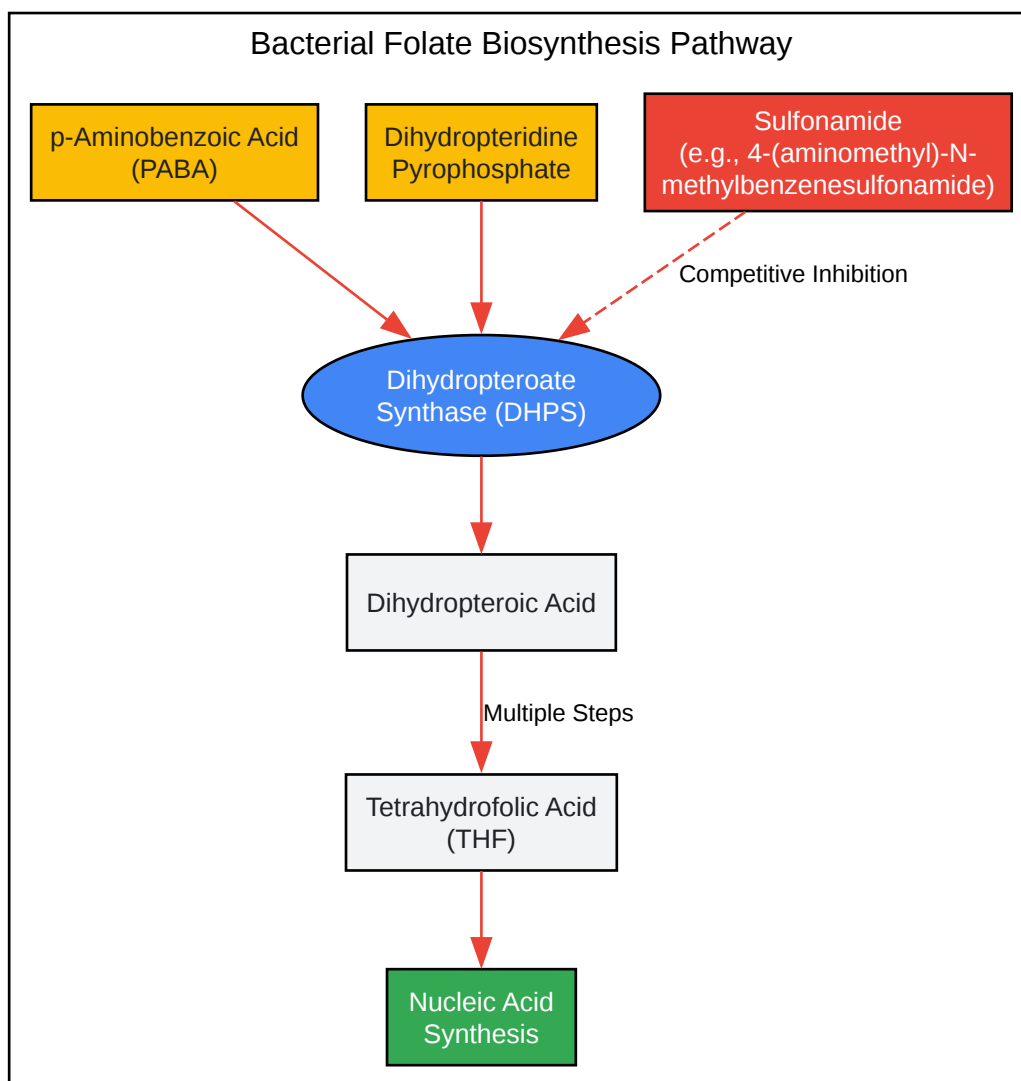 Bacterial Folate Biosynthesis Pathway
p-Aminobenzoic Acid
(PABA)
Dihydropteridine
Pyrophosphate
Sulfonamide
(e.g., 4-(aminomethyl)-N-
methylbenzenesulfonamide)
Competitive Inhibition
Dihydropteroate
Synthase (DHPS)
Dihydropteroic Acid
Multiple Steps
Tetrahydrofolic Acid
(THF)
Nucleic Acid
Synthesis